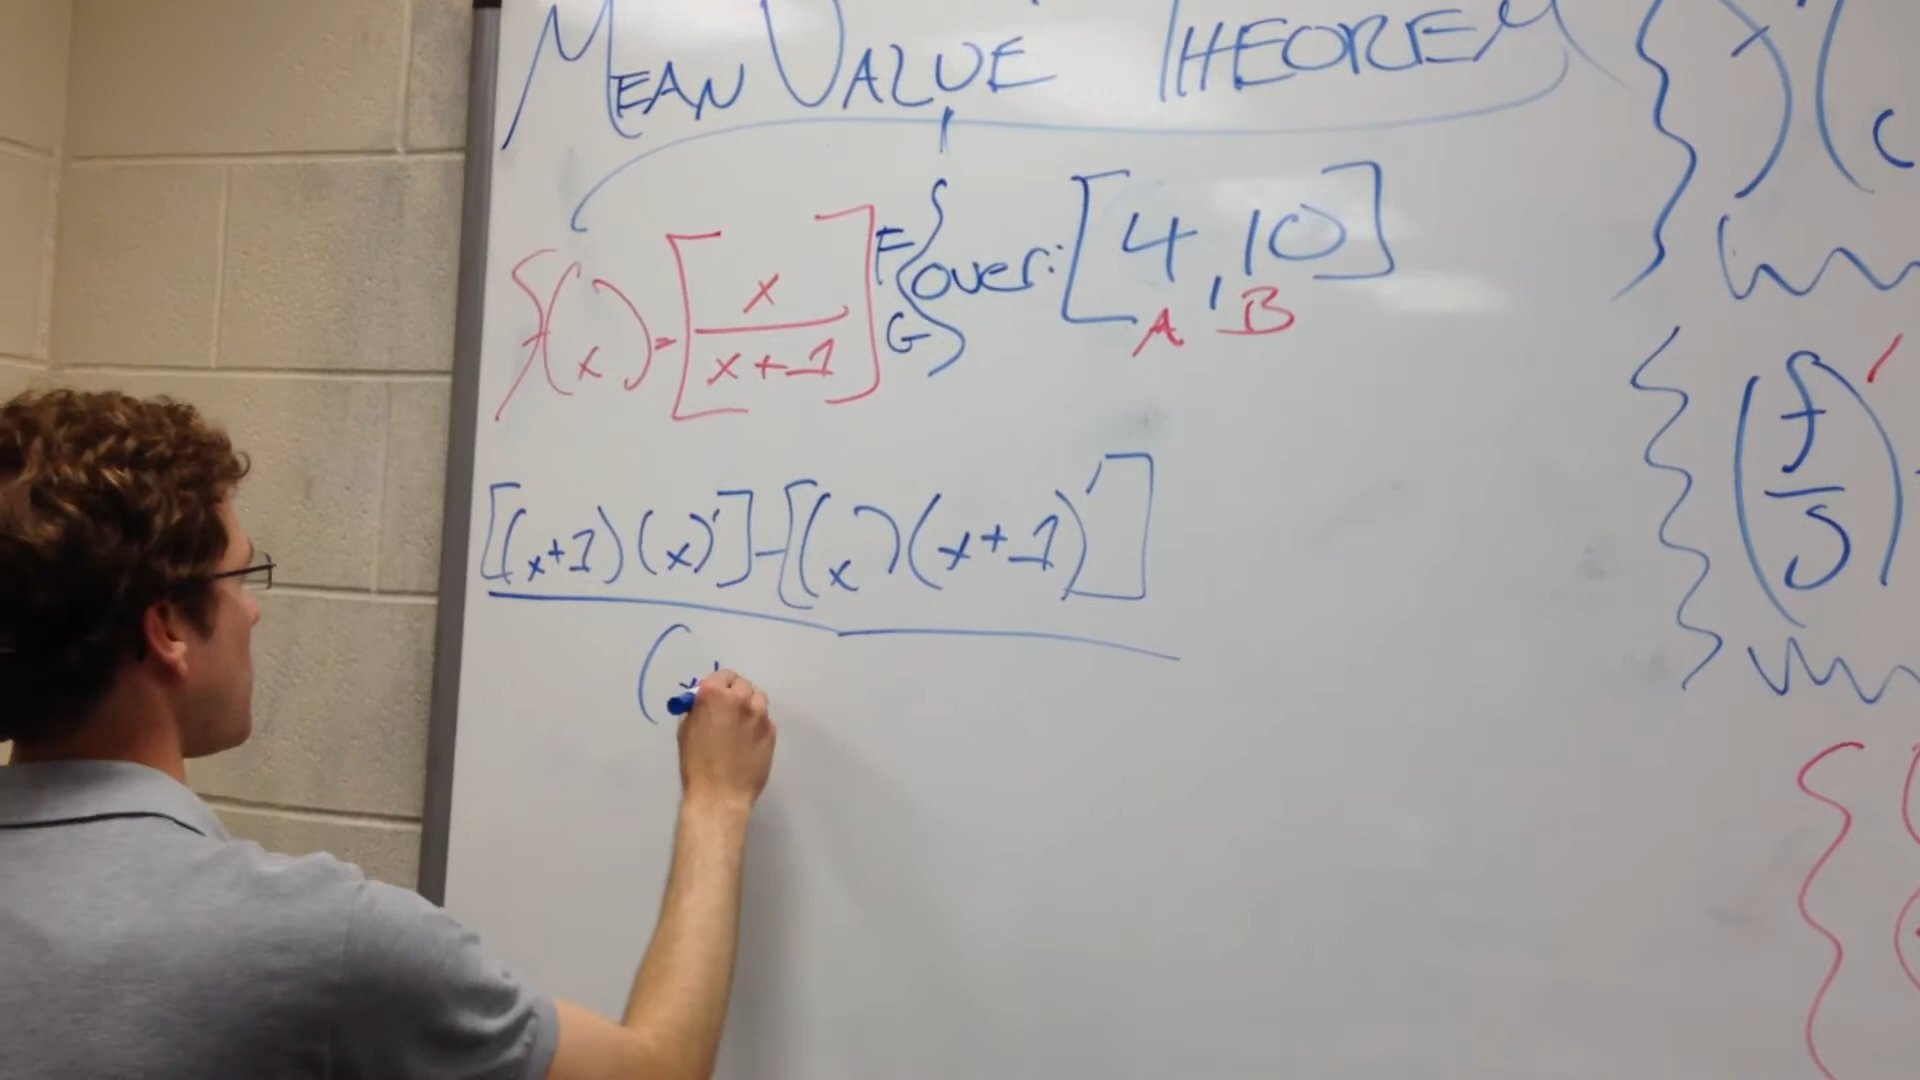 MEAN VALUE THEOREM
f(x)=[x/(x+1)] F G over: [4,10]
A B
[(x+1)(x)']-[(x)(x+1)']
(x
(f/S)'